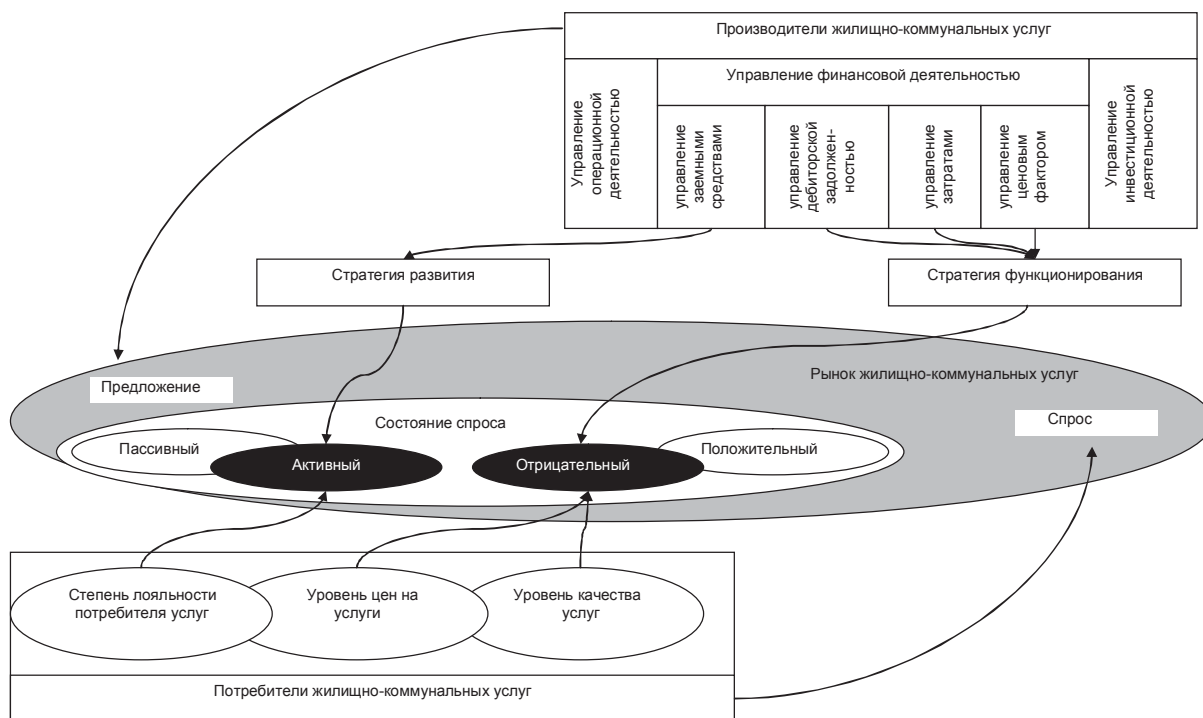 Производители жилищно-коммунальных услуг
Управление
операционной
деятельностью
Управление финансовой деятельностью
управление
заемными
средствами
управление
дебиторской
задолжен-
ностью
управление
затратами
управление
ценовым
фактором
Управление
инвестиционной
деятельностью
Стратегия развития
Стратегия функционирования
Предложение
Рынок жилищно-коммунальных услуг
Состояние спроса
Спрос
Пассивный
Активный
Отрицательный
Положительный
Степень лояльности
потребителя услуг
Уровень цен на
услуги
Уровень качества
услуг
Потребители жилищно-коммунальных услуг